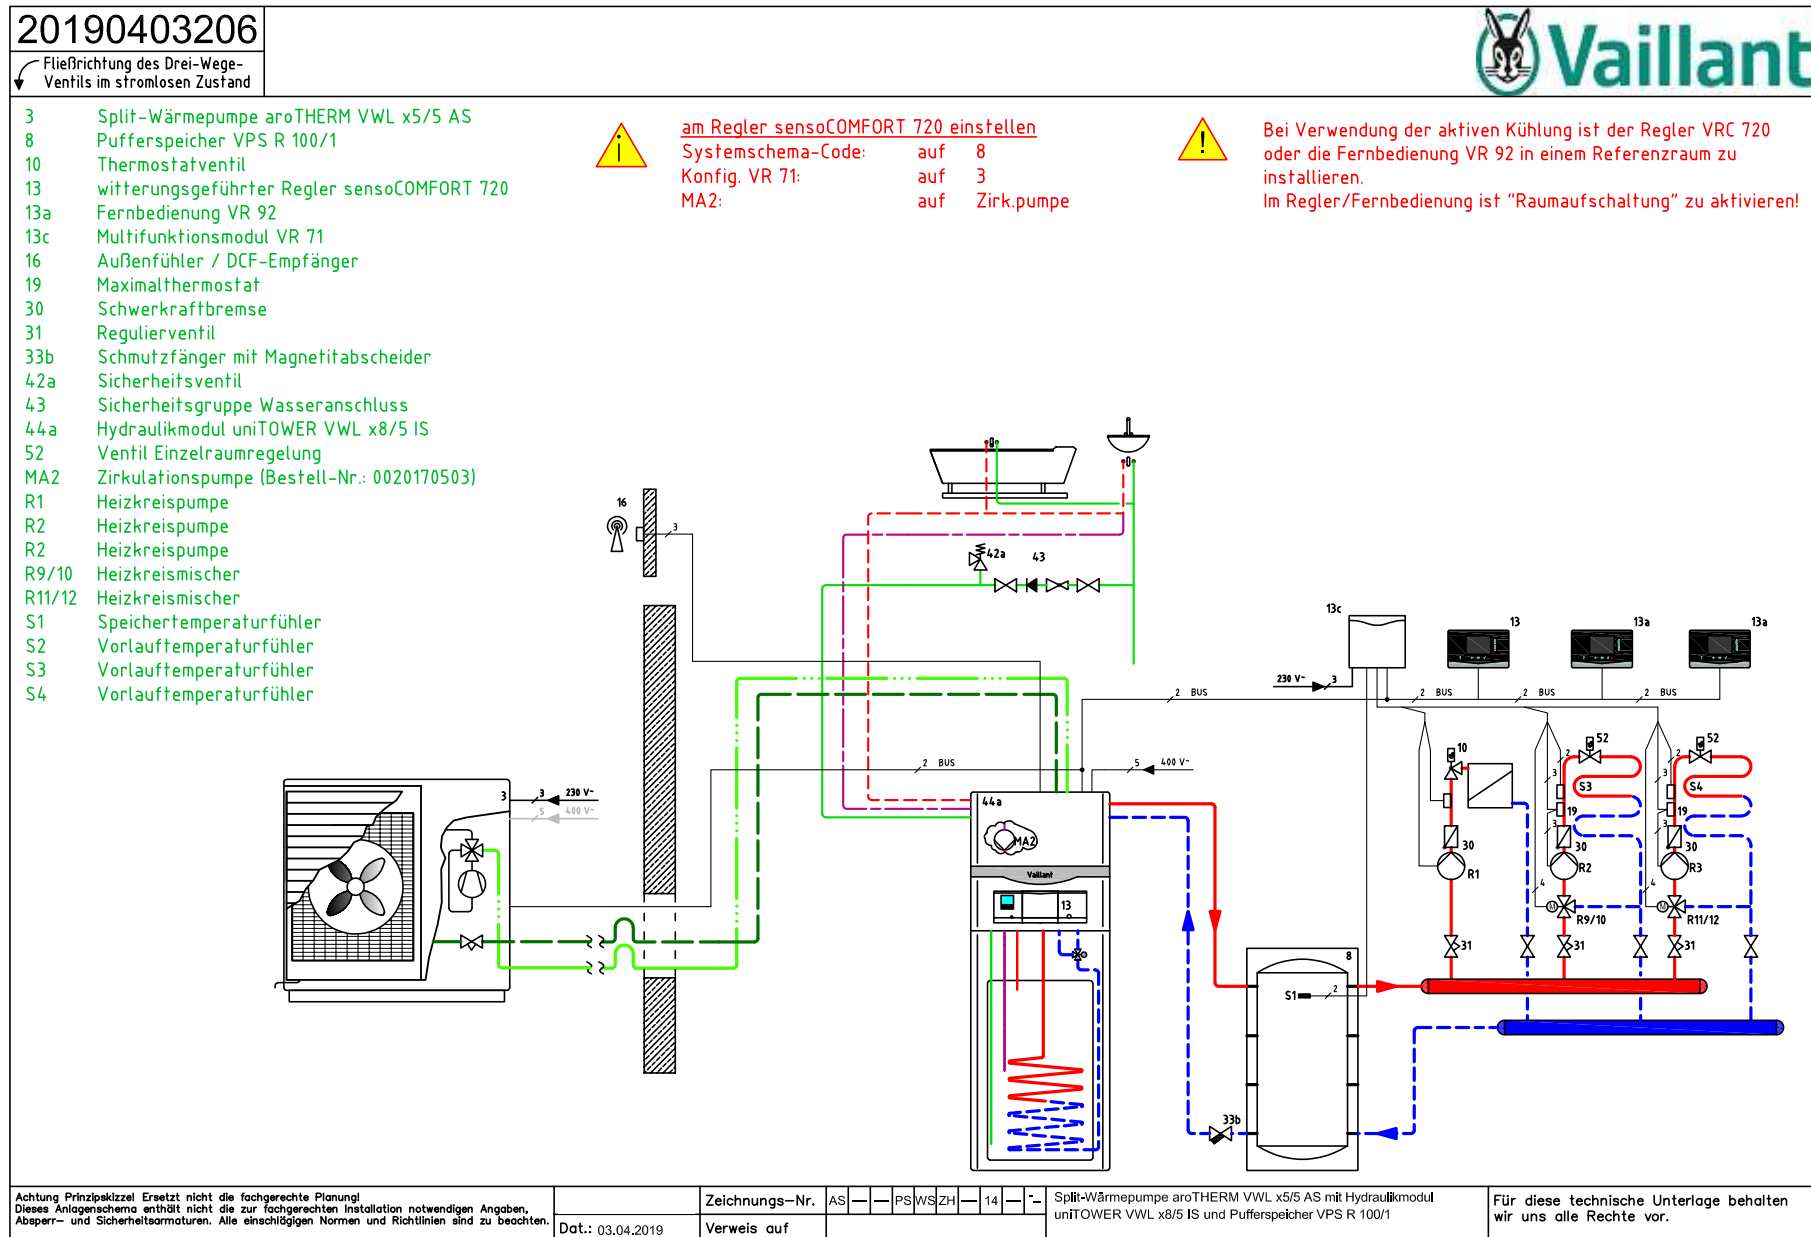 20190403206
Fließrichtung des Drei-Wege-
Ventils im stromlosen Zustand
Vaillant
3 Split-Wärmepumpe aroTHERM VWL x5/5 AS
8 Pufferspeicher VPS R 100/1
10 Thermostatventil
13 witterungsgeführter Regler sensoCOMFORT 720
13a Fernbedienung VR 92
13c Multifunktionsmodul VR 71
16 Außenfühler / DCF-Empfänger
19 Maximalthermostat
30 Schwerkraftbremse
31 Regulierventil
33b Schmutzfänger mit Magnetitabscheider
42a Sicherheitsventil
43 Sicherheitsgruppe Wasseranschluss
44a Hydraulikmodul uniTOWER VWL x8/5 IS
52 Ventil Einzelraumregelung
MA2 Zirkulationspumpe (Bestell-Nr.: 0020170503)
R1 Heizkreispumpe
R2 Heizkreispumpe
R2 Heizkreispumpe
R9/10 Heizkreismischer
R11/12 Heizkreismischer
S1 Speichertemperaturfühler
S2 Vorlauftemperaturfühler
S3 Vorlauftemperaturfühler
S4 Vorlauftemperaturfühler
i
am Regler sensoCOMFORT 720 einstellen
Systemschema-Code: auf 8
Konfig. VR 71: auf 3
MA2: auf Zirk.pumpe
!
Bei Verwendung der aktiven Kühlung ist der Regler VRC 720
oder die Fernbedienung VR 92 in einem Referenzraum zu
installieren.
Im Regler/Fernbedienung ist "Raumaufschaltung" zu aktivieren!
16
3
42a
43
13c
13
13a
13a
230 V~
3
2 BUS
2 BUS
2 BUS
2 BUS
2 BUS
5
400 V~
3
3
230 V~
5
400 V~
10
2
52
2
52
3
S3
3
S4
19
3
3
30
30
30
R1
R2
R3
4
4
M
M
R9/10
R11/12
31
31
31
44a
MA2
Vaillant
13
8
S1
2
33b
Achtung Prinzipskizze! Ersetzt nicht die fachgerechte Planung!
Dieses Anlagenschema enthält nicht die zur fachgerechten Installation notwendigen Angaben,
Absperr- und Sicherheitsarmaturen. Alle einschlägigen Normen und Richtlinien sind zu beachten.
Dat.: 03.04.2019
Zeichnungs-Nr. AS — — PS WS ZH — 14 — -
Verweis auf
Split-Wärmepumpe aroTHERM VWL x5/5 AS mit Hydraulikmodul
uniTOWER VWL x8/5 IS und Pufferspeicher VPS R 100/1
Für diese technische Unterlage behalten
wir uns alle Rechte vor.